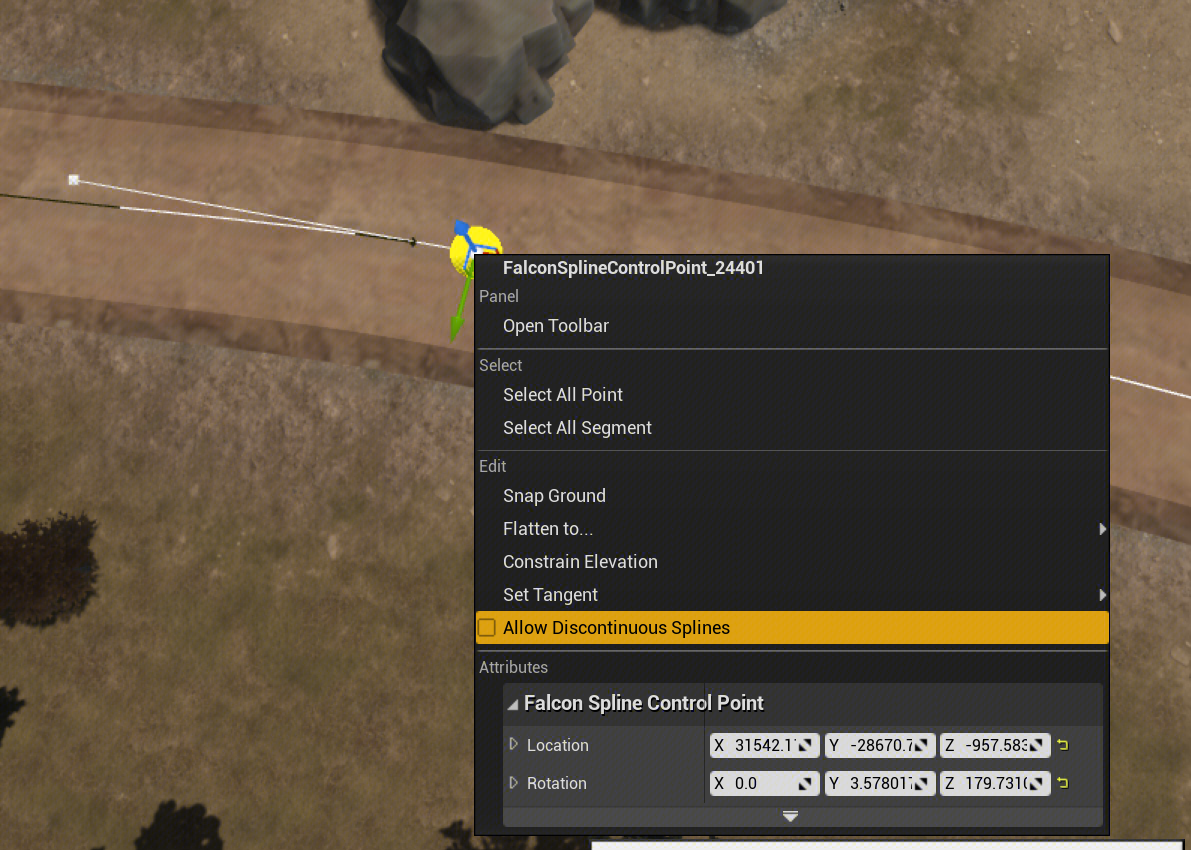 FalconSplineControlPoint_24401
Panel
Open Toolbar
Select
Select All Point
Select All Segment
Edit
Snap Ground
Flatten to...
Constrain Elevation
Set Tangent
Allow Discontinuous Splines
Attributes
Falcon Spline Control Point
Location X 31542.1 Y -28670.7 Z -957.583
Rotation X 0.0 Y 3.57801 Z 179.731